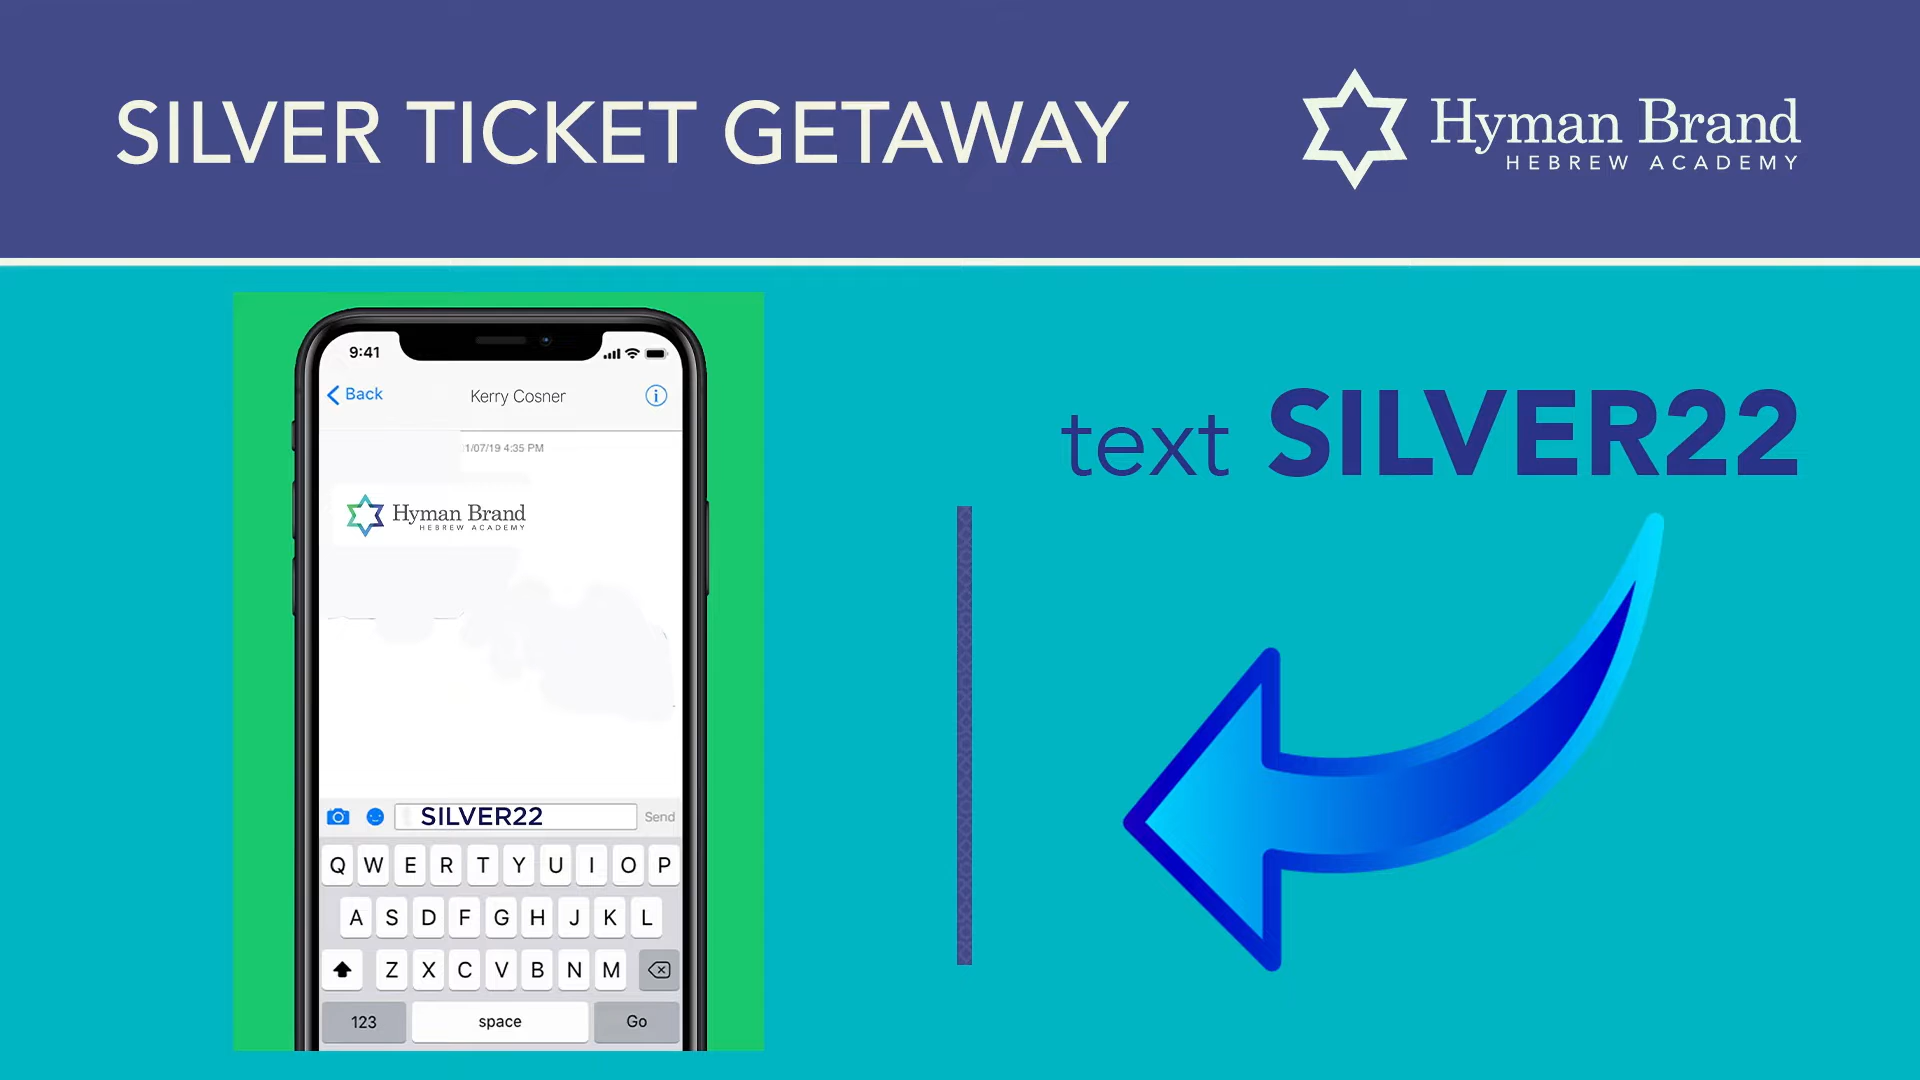 SILVER TICKET GETAWAY
Hyman Brand
HEBREW ACADEMY
9:41
Back
Kerry Cosner
1/07/19 4:35 PM
Hyman Brand
HEBREW ACADEMY
text SILVER22
SILVER22
Send
Q W E R T Y U I O P
A S D F G H J K L
Z X C V B N M
123 space Go